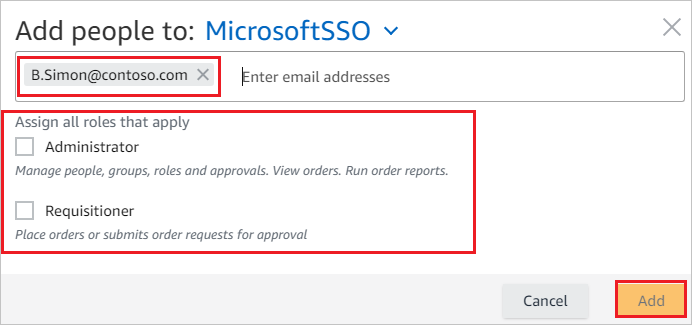 Add people to: MicrosoftSSO
B.Simon@contoso.com Enter email addresses
Assign all roles that apply
Administrator
Manage people, groups, roles and approvals. View orders. Run order reports.
Requisitioner
Place orders or submits order requests for approval
Cancel Add